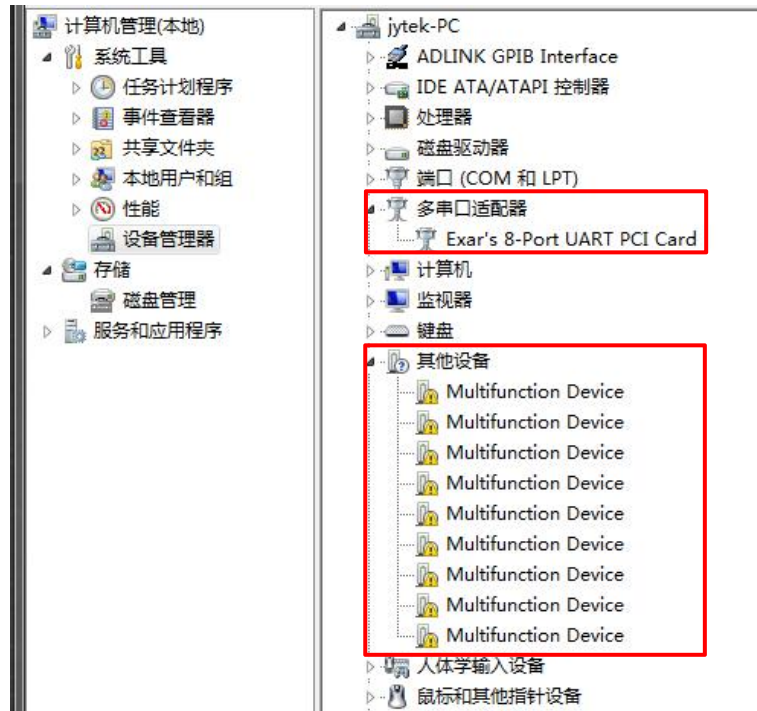 计算机管理(本地)
系统工具
任务计划程序
事件查看器
共享文件夹
本地用户和组
性能
设备管理器
存储
磁盘管理
服务和应用程序
jytek-PC
ADLINK GPIB Interface
IDE ATA/ATAPI 控制器
处理器
磁盘驱动器
端口 (COM 和 LPT)
多串口适配器
Exar's 8-Port UART PCI Card
计算机
监视器
键盘
其他设备
Multifunction Device
Multifunction Device
Multifunction Device
Multifunction Device
Multifunction Device
Multifunction Device
Multifunction Device
Multifunction Device
Multifunction Device
人体学输入设备
鼠标和其他指针设备